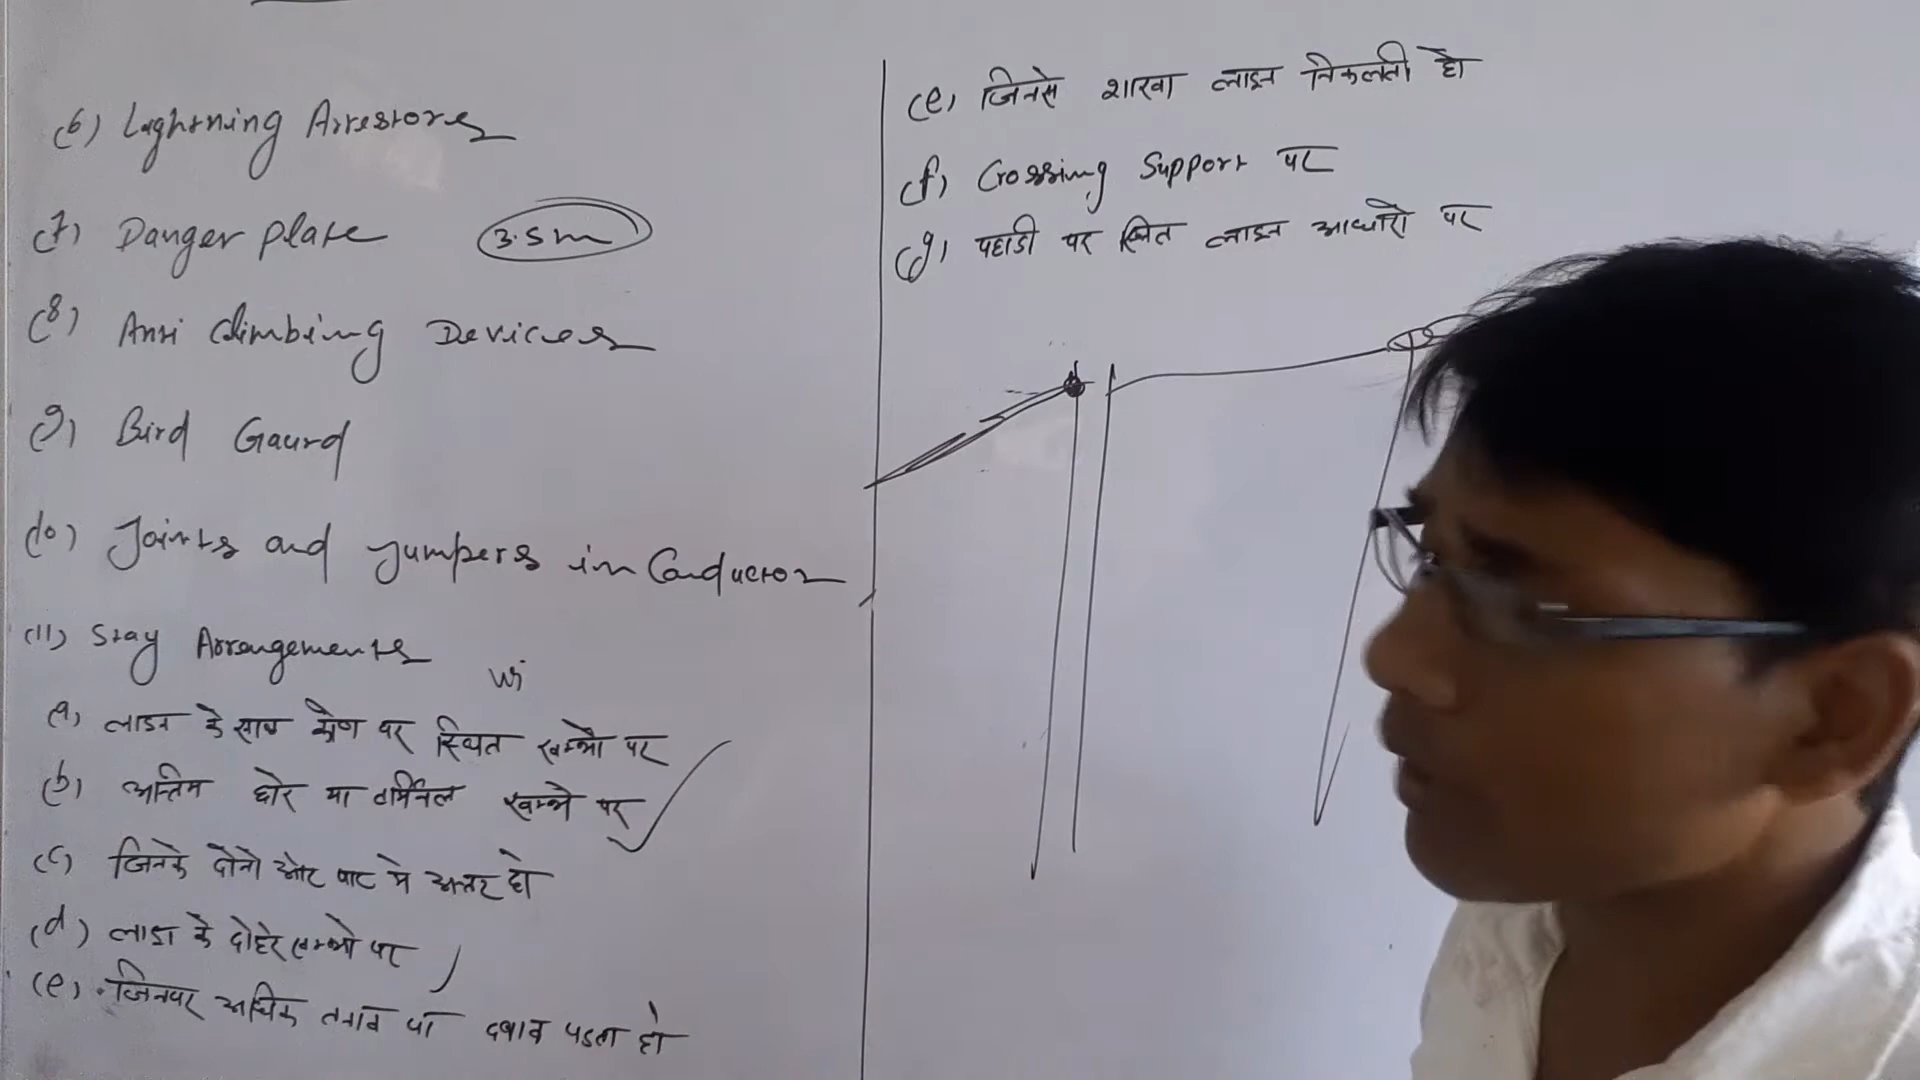 (6) Lightning Arrestores
(7) Danger plate 3.5m
(8) Anti Climbing Devices
(9) Bird Gaurd
(10) Joints and Jumpers in Conductor
(11) Stay Arrangements
(a) लाइन के साथ कोण पर स्थित खम्भो पर
(b) अन्तिम छोर या टर्मिनल खम्भे पर
(c) जिनके दोनो ओर पाट मे अन्तर हो
(d) लाइन के दोहरे खम्भो पर
(e) जिनपर अधिक तनाव या दबाव पडता हो
(e) जिनसे शाखा लाइन निकलती हो
(f) Crossing Support पर
(g) पहाडी पर स्थित लाइन आधारो पर